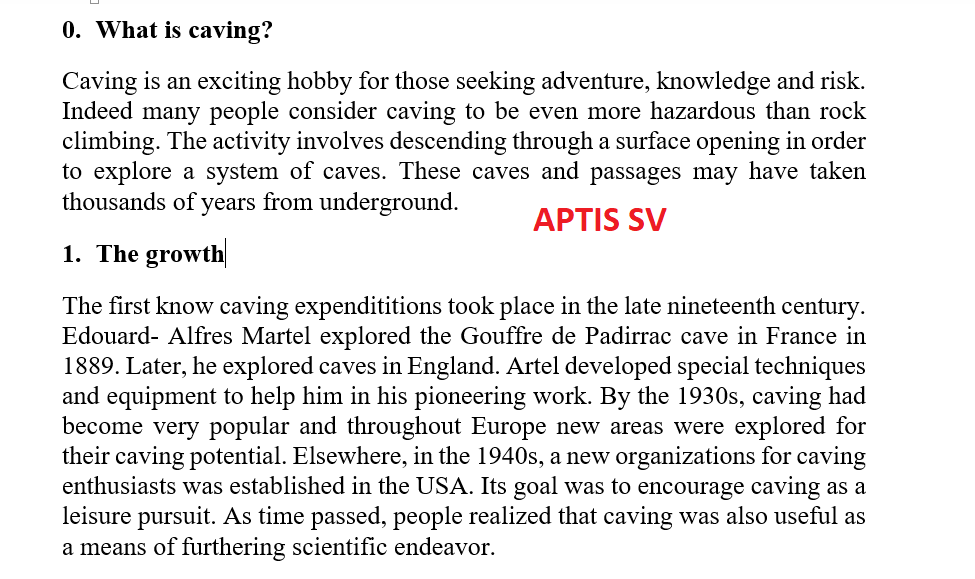 0. What is caving?
Caving is an exciting hobby for those seeking adventure, knowledge and risk.
Indeed many people consider caving to be even more hazardous than rock
climbing. The activity involves descending through a surface opening in order
to explore a system of caves. These caves and passages may have taken
thousands of years from underground.
APTIS SV
1. The growth
The first know caving expendititions took place in the late nineteenth century.
Edouard- Alfres Martel explored the Gouffre de Padirrac cave in France in
1889. Later, he explored caves in England. Artel developed special techniques
and equipment to help him in his pioneering work. By the 1930s, caving had
become very popular and throughout Europe new areas were explored for
their caving potential. Elsewhere, in the 1940s, a new organizations for caving
enthusiasts was established in the USA. Its goal was to encourage caving as a
leisure pursuit. As time passed, people realized that caving was also useful as
a means of furthering scientific endeavor.